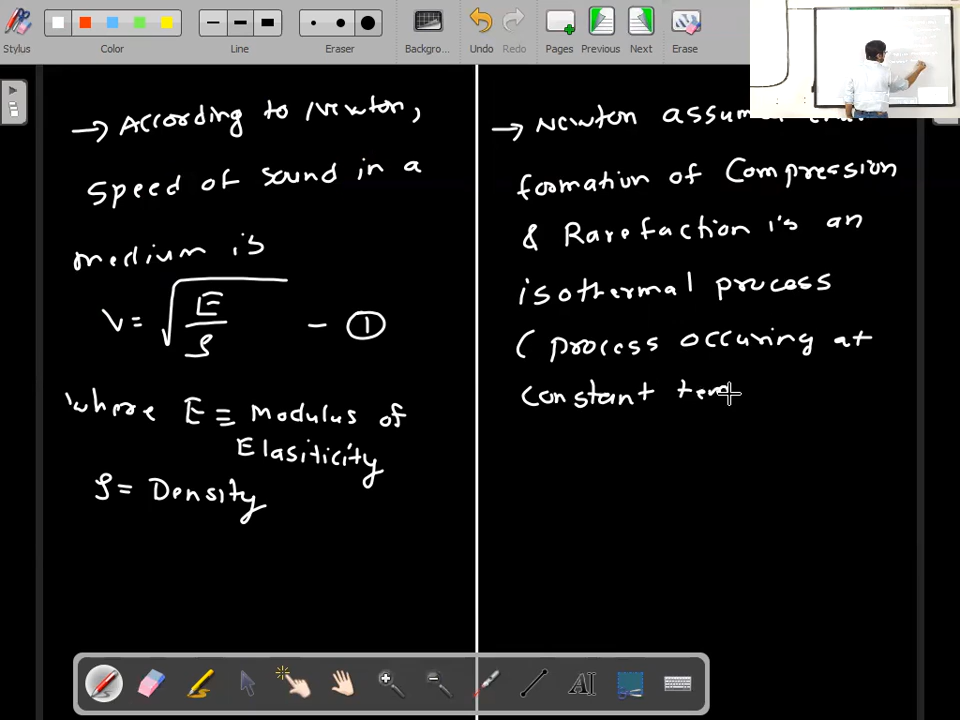 Stylus
Color
Line
Eraser
Backgro...
Undo
Redo
Pages
Previous
Next
Erase
→ According to Newton,
speed of sound in a
medium is
V = √E/ρ - ①
where E ≡ Modulus of
Elasiticity
ρ = Density
→ Newton
formation of Compression
& Rarefaction is an
isothermal process
( process occuring at
constant tem